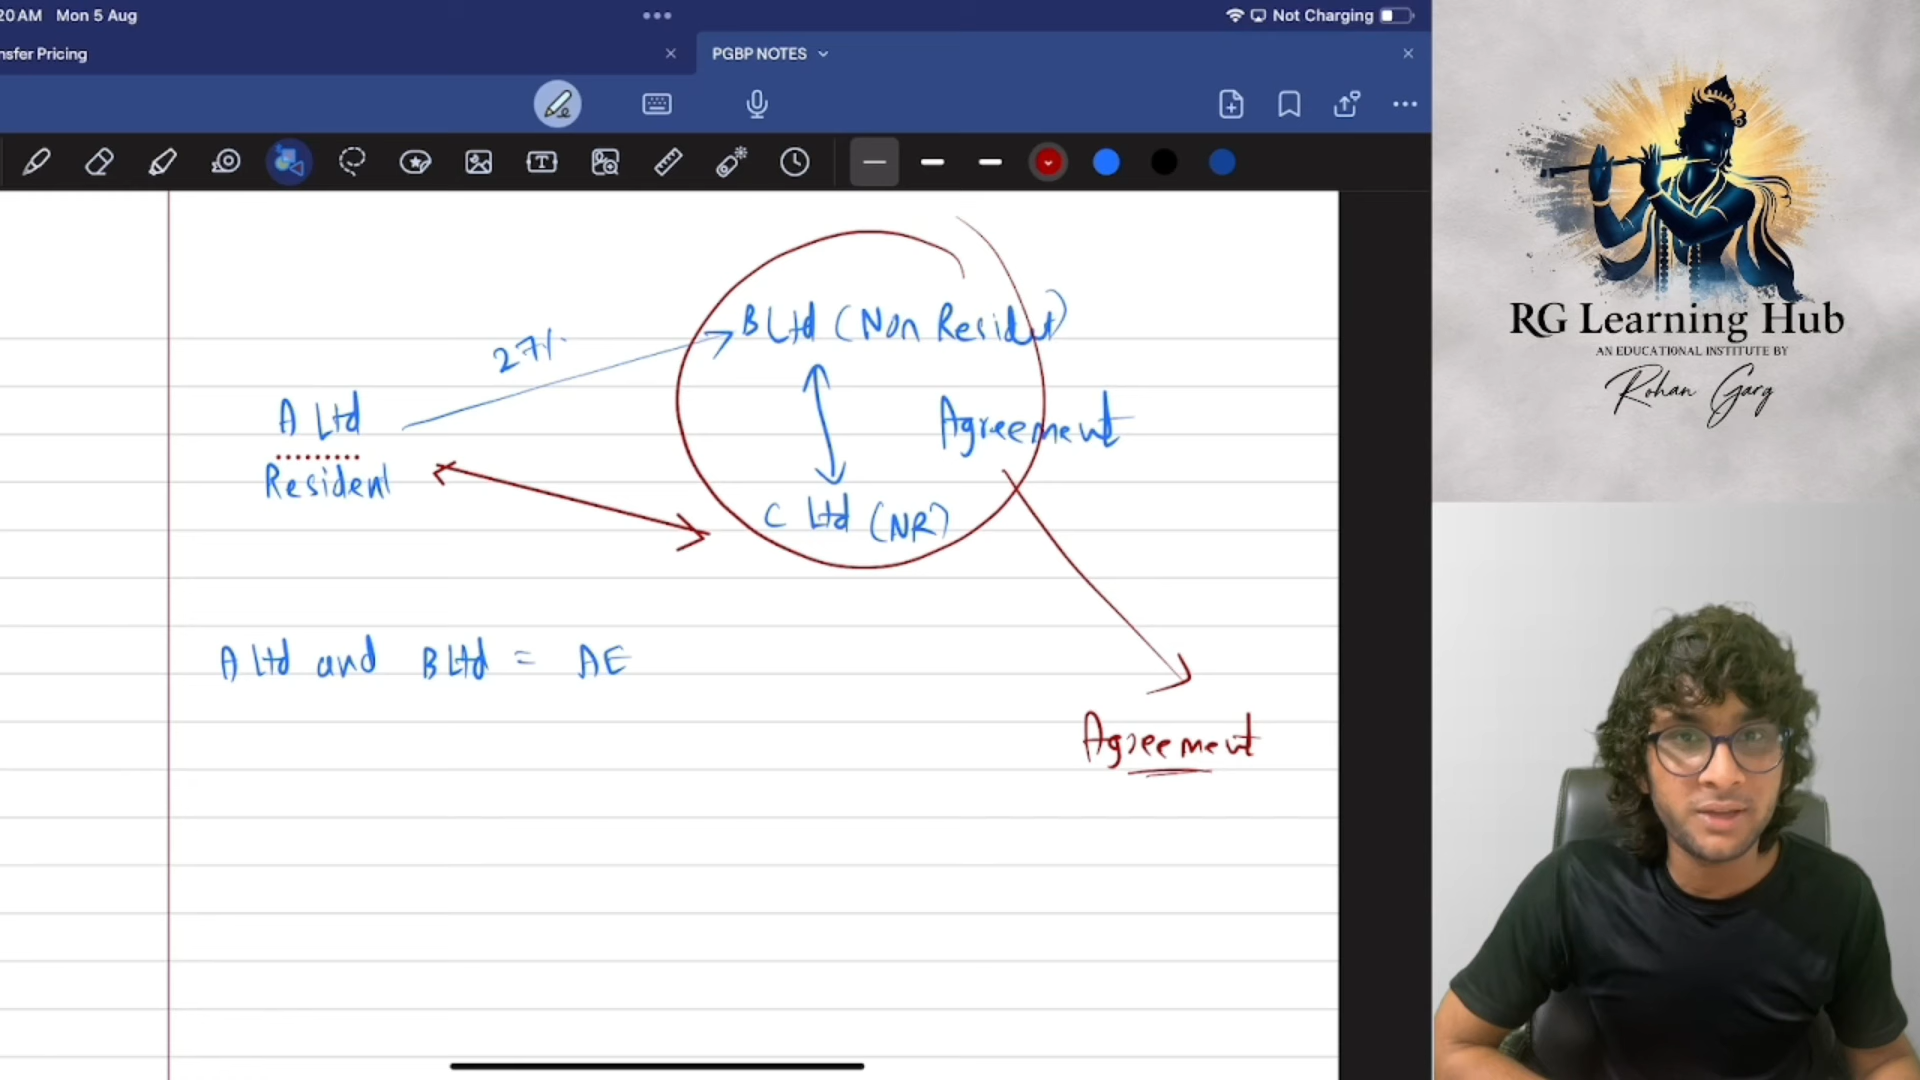 20 AM Mon 5 Aug
Not Charging
nsfer Pricing
PGBP NOTES
RG Learning Hub
AN EDUCATIONAL INSTITUTE BY
Rohan Garg
B Ltd (Non Residut)
27%
A Ltd
Resident
Agreement
C Ltd (NR)
A Ltd and B Ltd = AE
Agreement